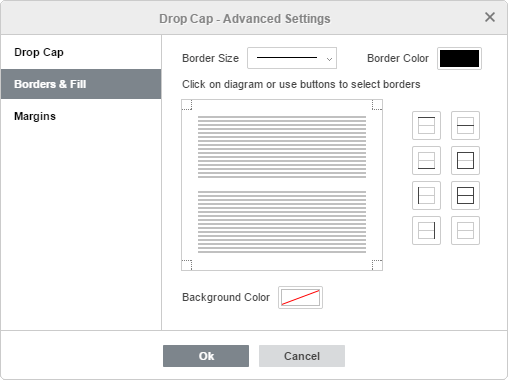 Drop Cap - Advanced Settings
Drop Cap
Borders & Fill
Margins
Border Size
Border Color
Click on diagram or use buttons to select borders
Background Color
Ok
Cancel